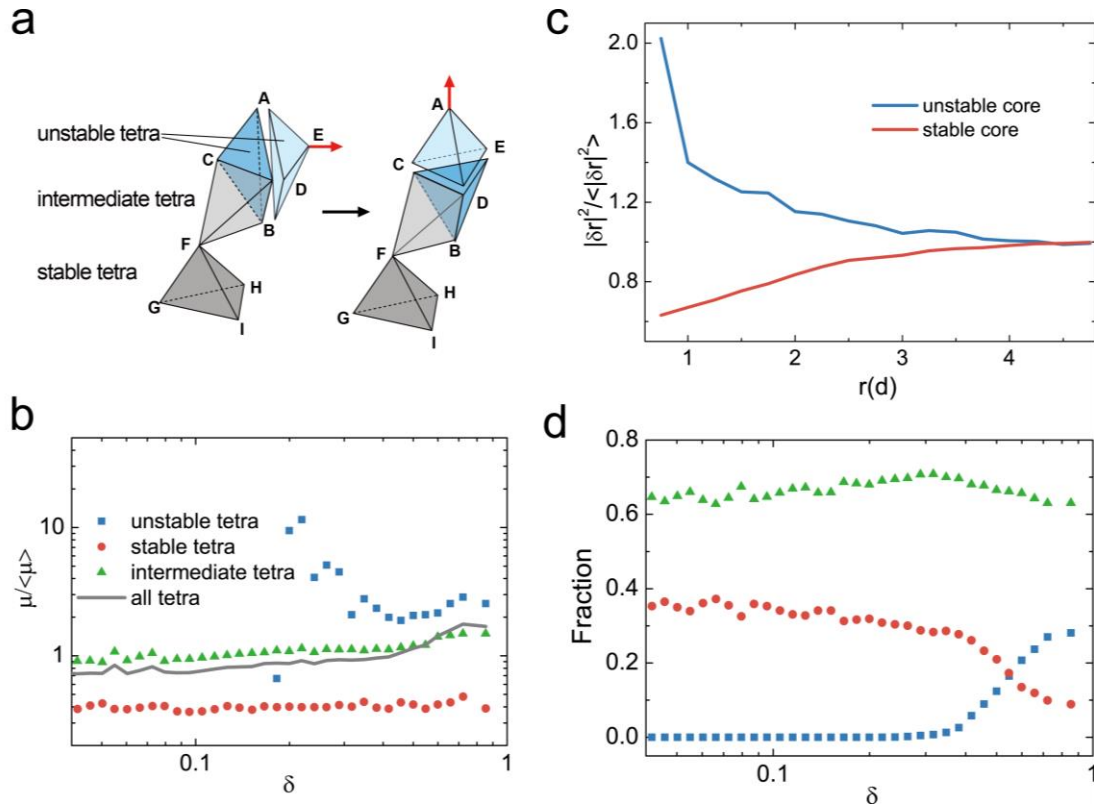 a
unstable tetra
intermediate tetra
stable tetra
A
E
C
D
B
F
H
G
I
A
E
C
D
B
F
H
G
I
c
|δr|²/<|δr|²>
2.0
1.6
1.2
0.8
unstable core
stable core
1 2 3 4
r(d)
b
μ/<μ>
10
1
unstable tetra
stable tetra
intermediate tetra
all tetra
0.1 1
δ
d
Fraction
0.8
0.6
0.4
0.2
0.0
0.1 1
δ